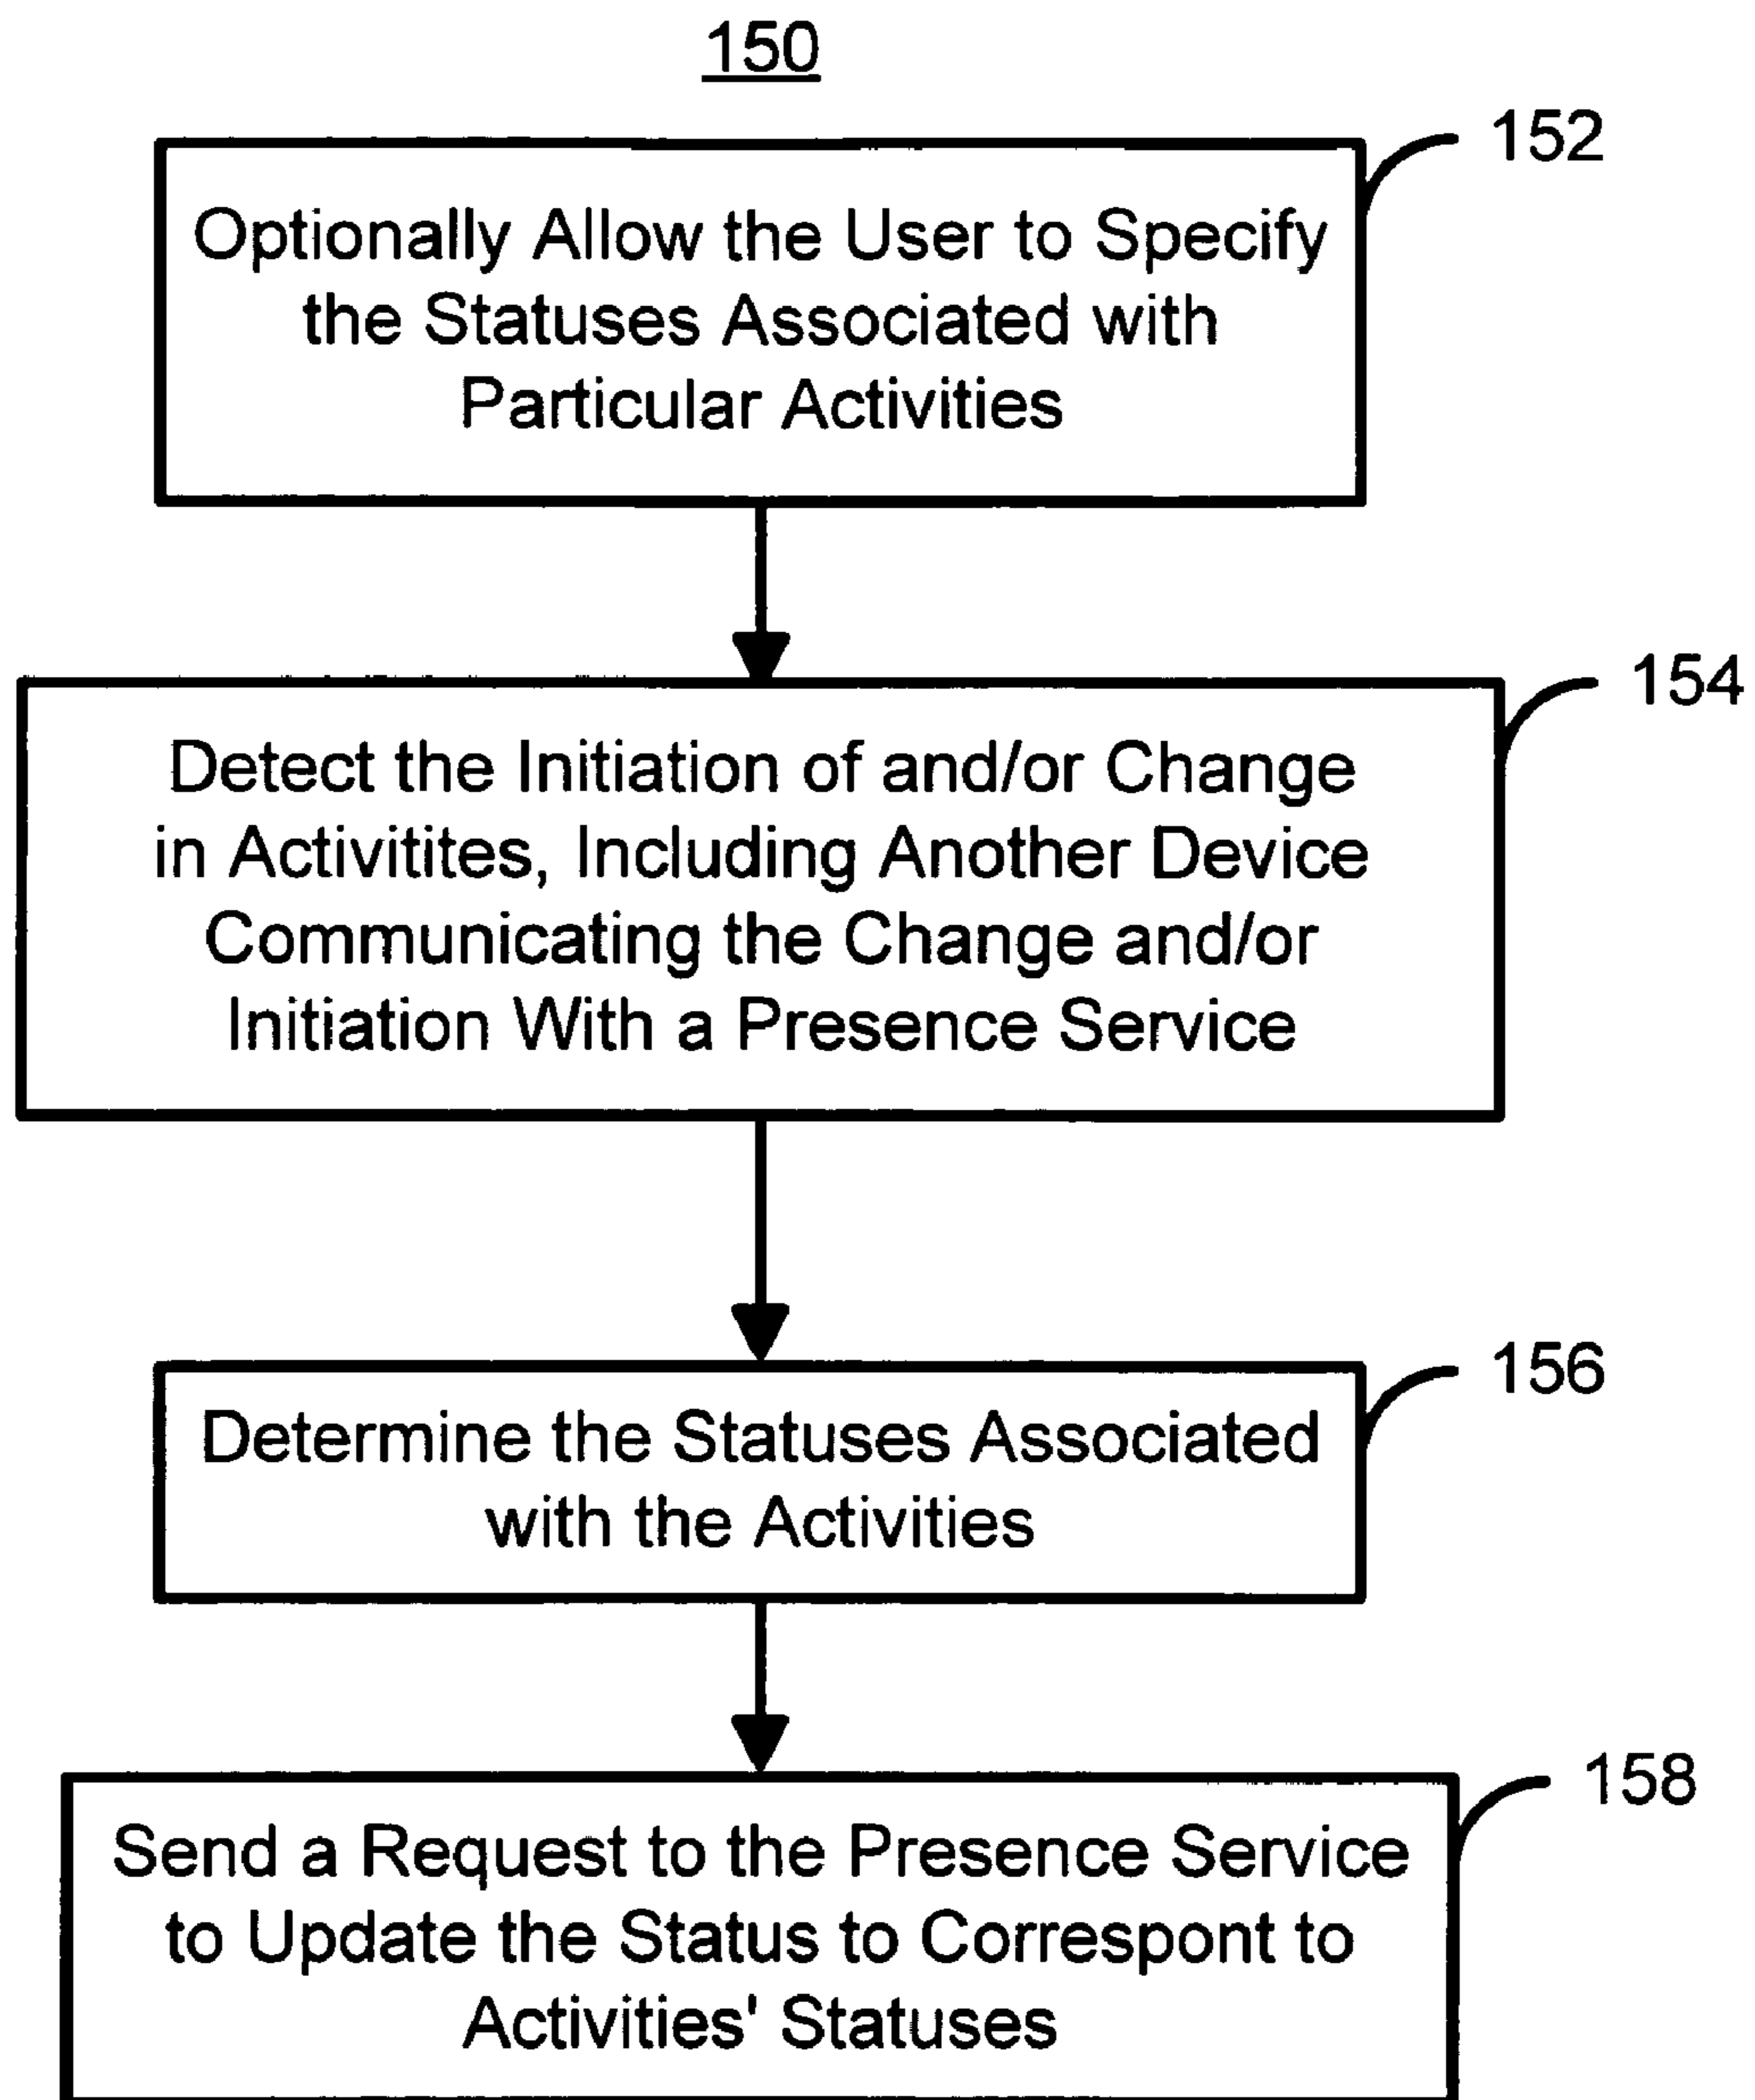 150
152
Optionally Allow the User to Specify
the Statuses Associated with
Particular Activities
154
Detect the Initiation of and/or Change
in Activitites, Including Another Device
Communicating the Change and/or
Initiation With a Presence Service
156
Determine the Statuses Associated
with the Activities
158
Send a Request to the Presence Service
to Update the Status to Correspont to
Activities' Statuses